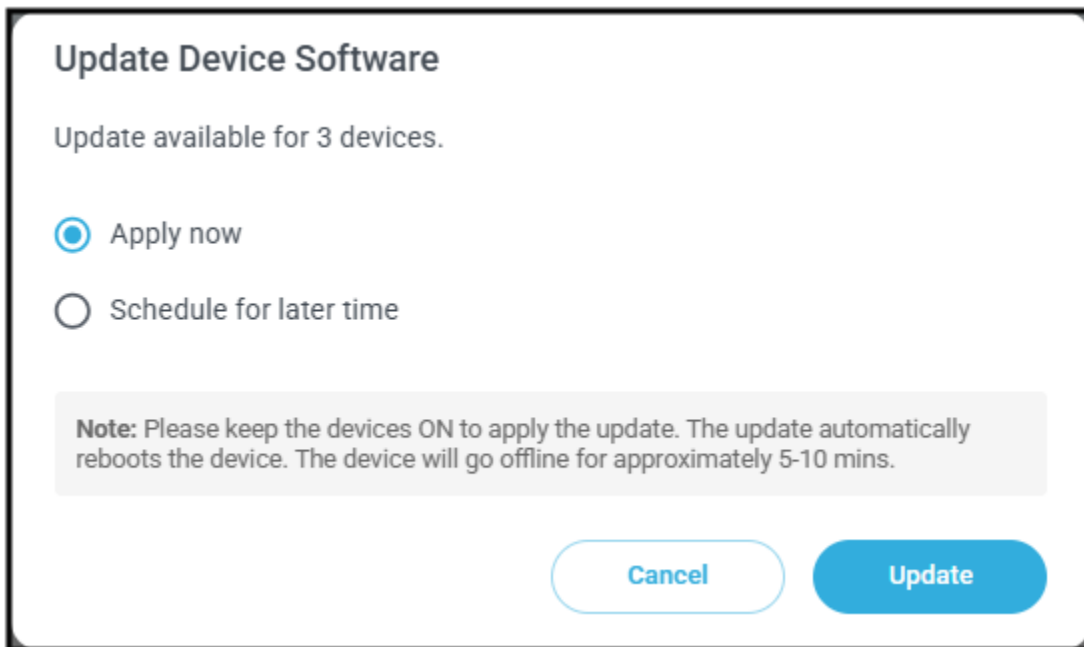 Update Device Software
Update available for 3 devices.
Apply now
Schedule for later time
Note: Please keep the devices ON to apply the update. The update automatically
reboots the device. The device will go offline for approximately 5-10 mins.
Cancel
Update